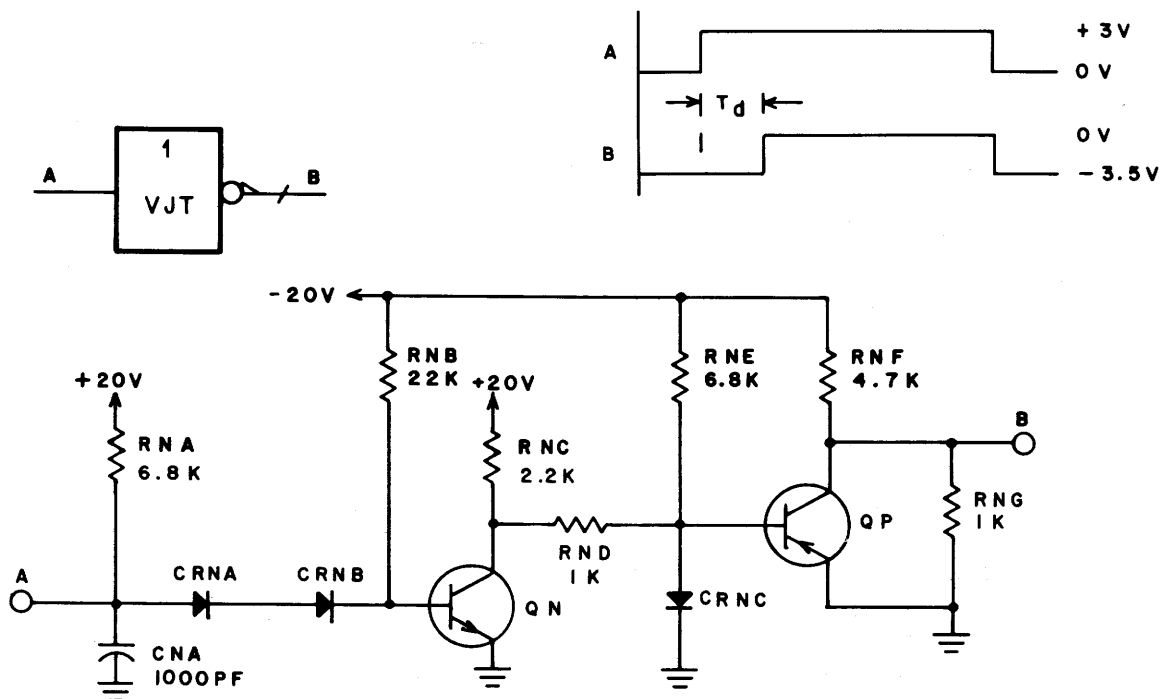 A
+3V
0V
Td
B
0V
-3.5V
A
1
VJT
B
-20V
RNB
22K
RNE
6.8K
RNF
4.7K
+20V
+20V
RNA
6.8K
RNC
2.2K
B
RND
1K
QP
RNG
1K
A
CRNA
CRNB
QN
CRNC
CNA
1000PF